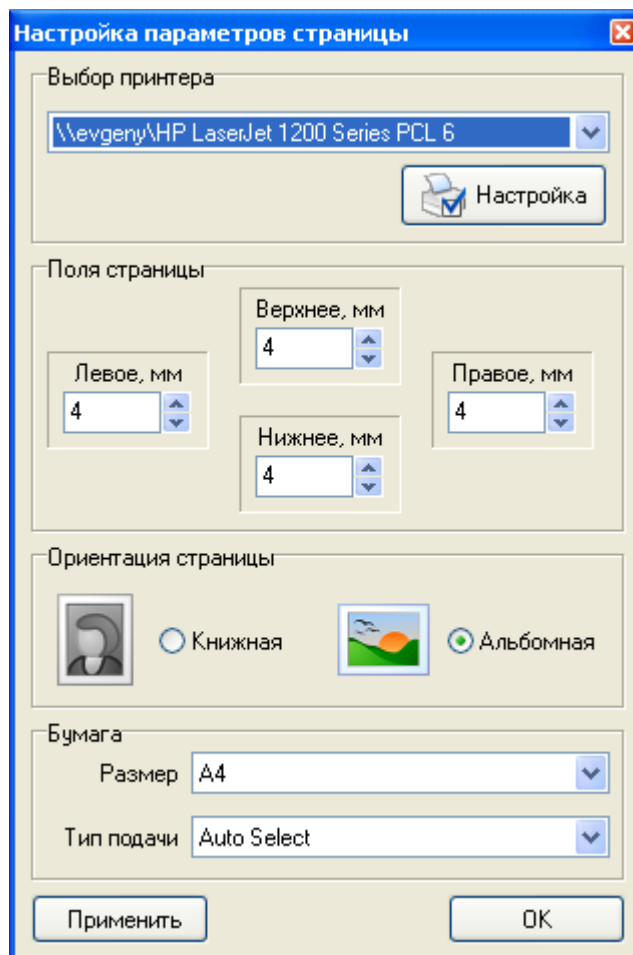 Настройка параметров страницы
Выбор принтера
\\evgeny\HP LaserJet 1200 Series PCL 6
Настройка
Поля страницы
Верхнее, мм
4
Левое, мм
4
Правое, мм
4
Нижнее, мм
4
Ориентация страницы
Книжная
Альбомная
Бумага
Размер A4
Тип подачи Auto Select
Применить OK